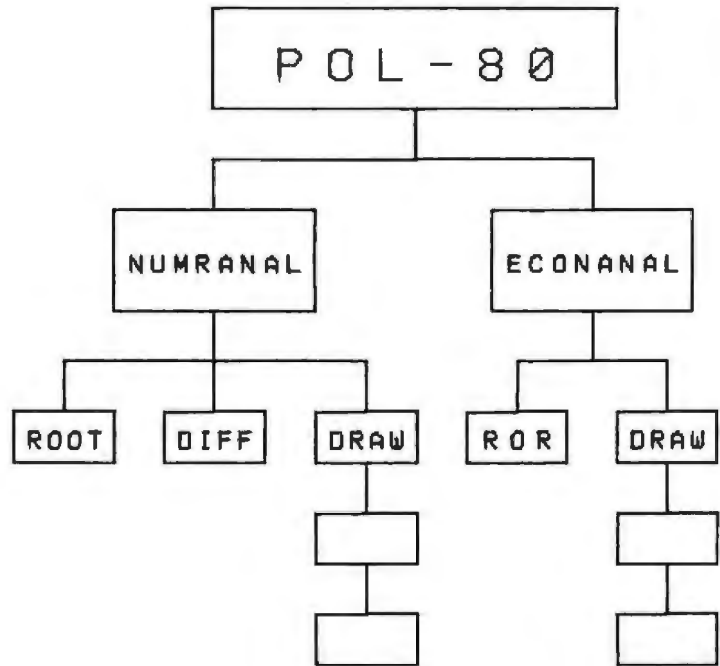 POL-80
NUMRANAL
ECONANAL
ROOT
DIFF
DRAW
ROR
DRAW